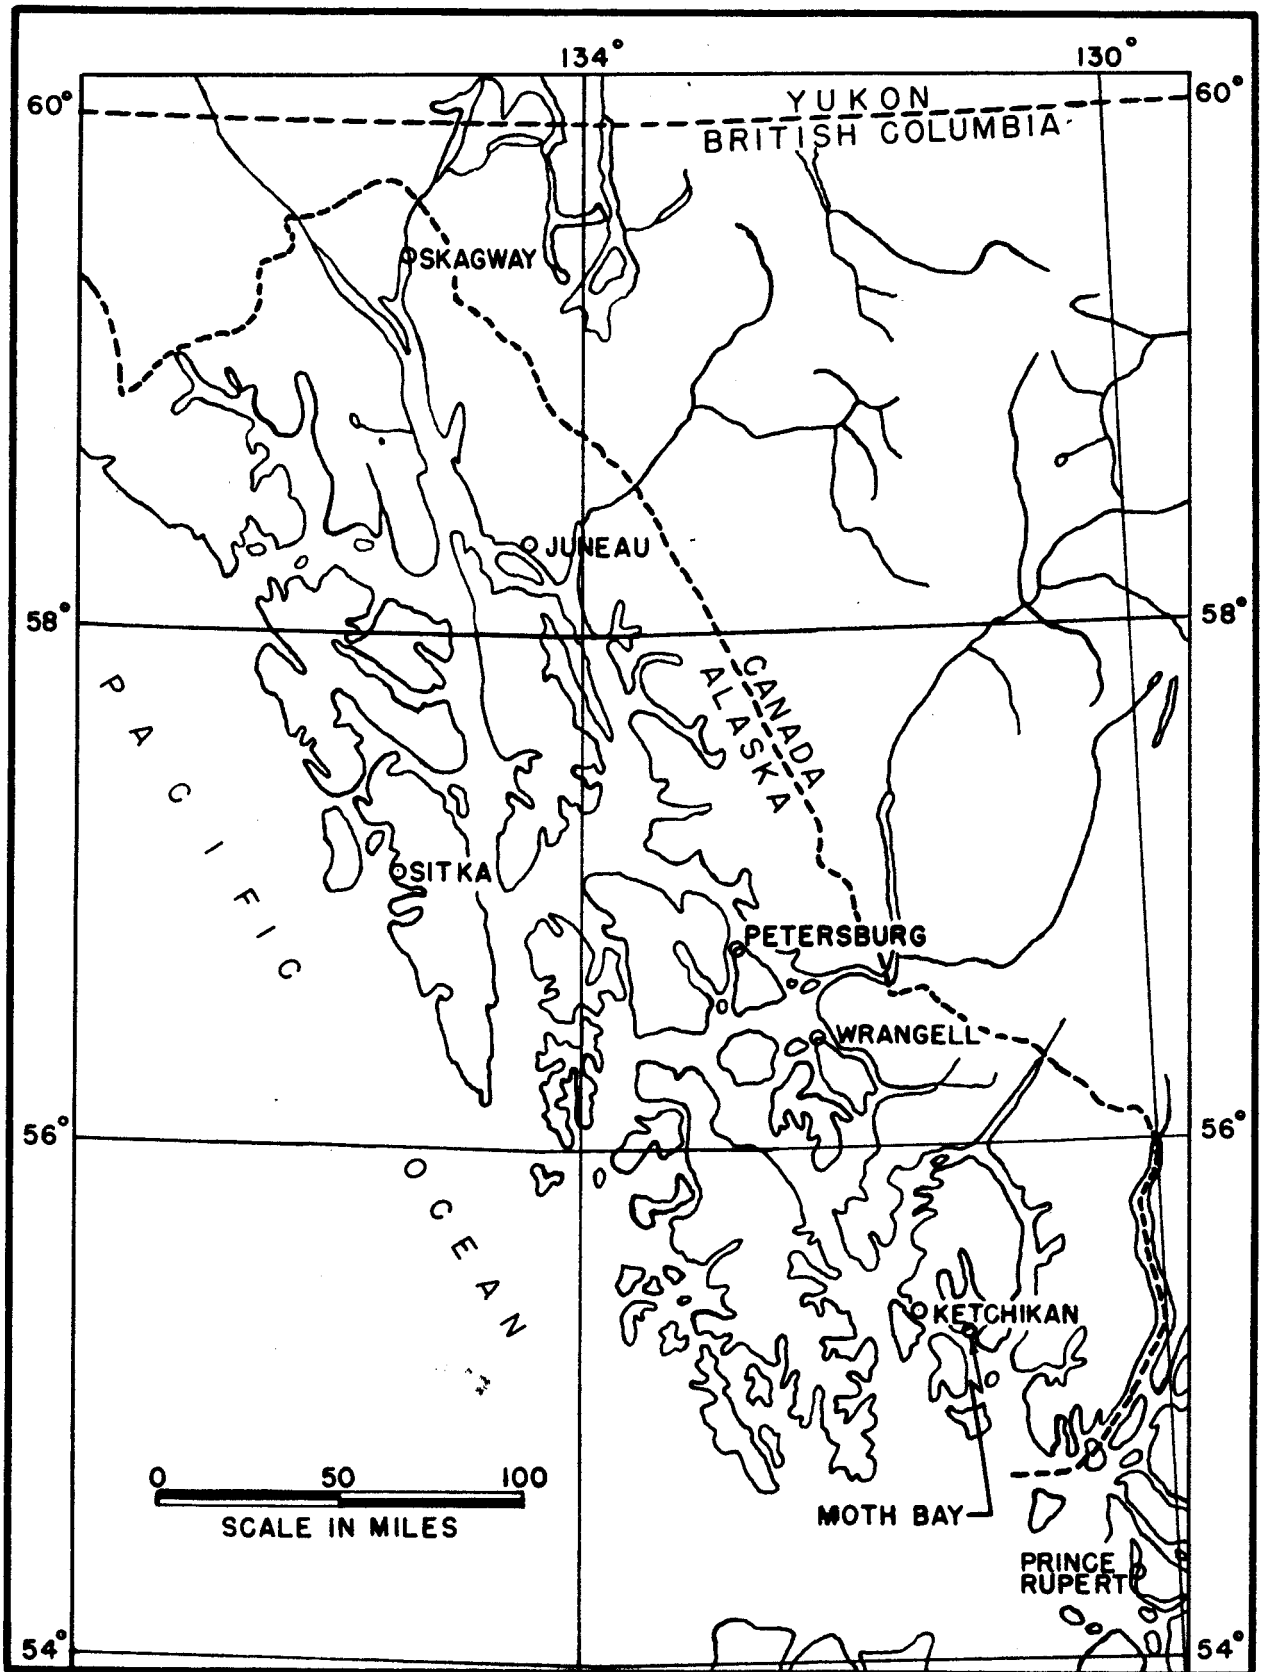 134°
130°
60°
60°
YUKON
BRITISH COLUMBIA
SKAGWAY
JUNEAU
58°
58°
CANADA
ALASKA
PACIFIC
SITKA
PETERSBURG
WRANGELL
56°
56°
OCEAN
KETCHIKAN
0 50 100
SCALE IN MILES
MOTH BAY
PRINCE
RUPERT
54°
54°